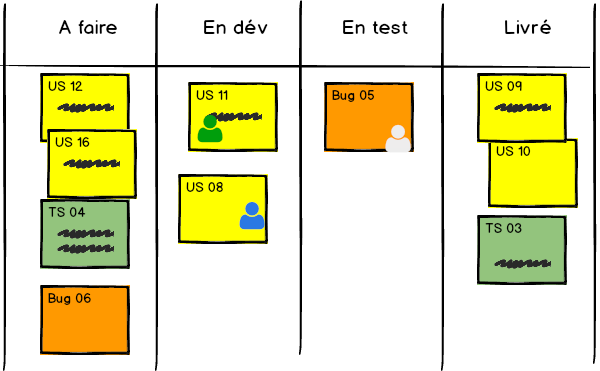 A faire
En dév
En test
Livré
US 12
US 16
TS 04
Bug 06
US 11
US 08
Bug 05
US 09
US 10
TS 03